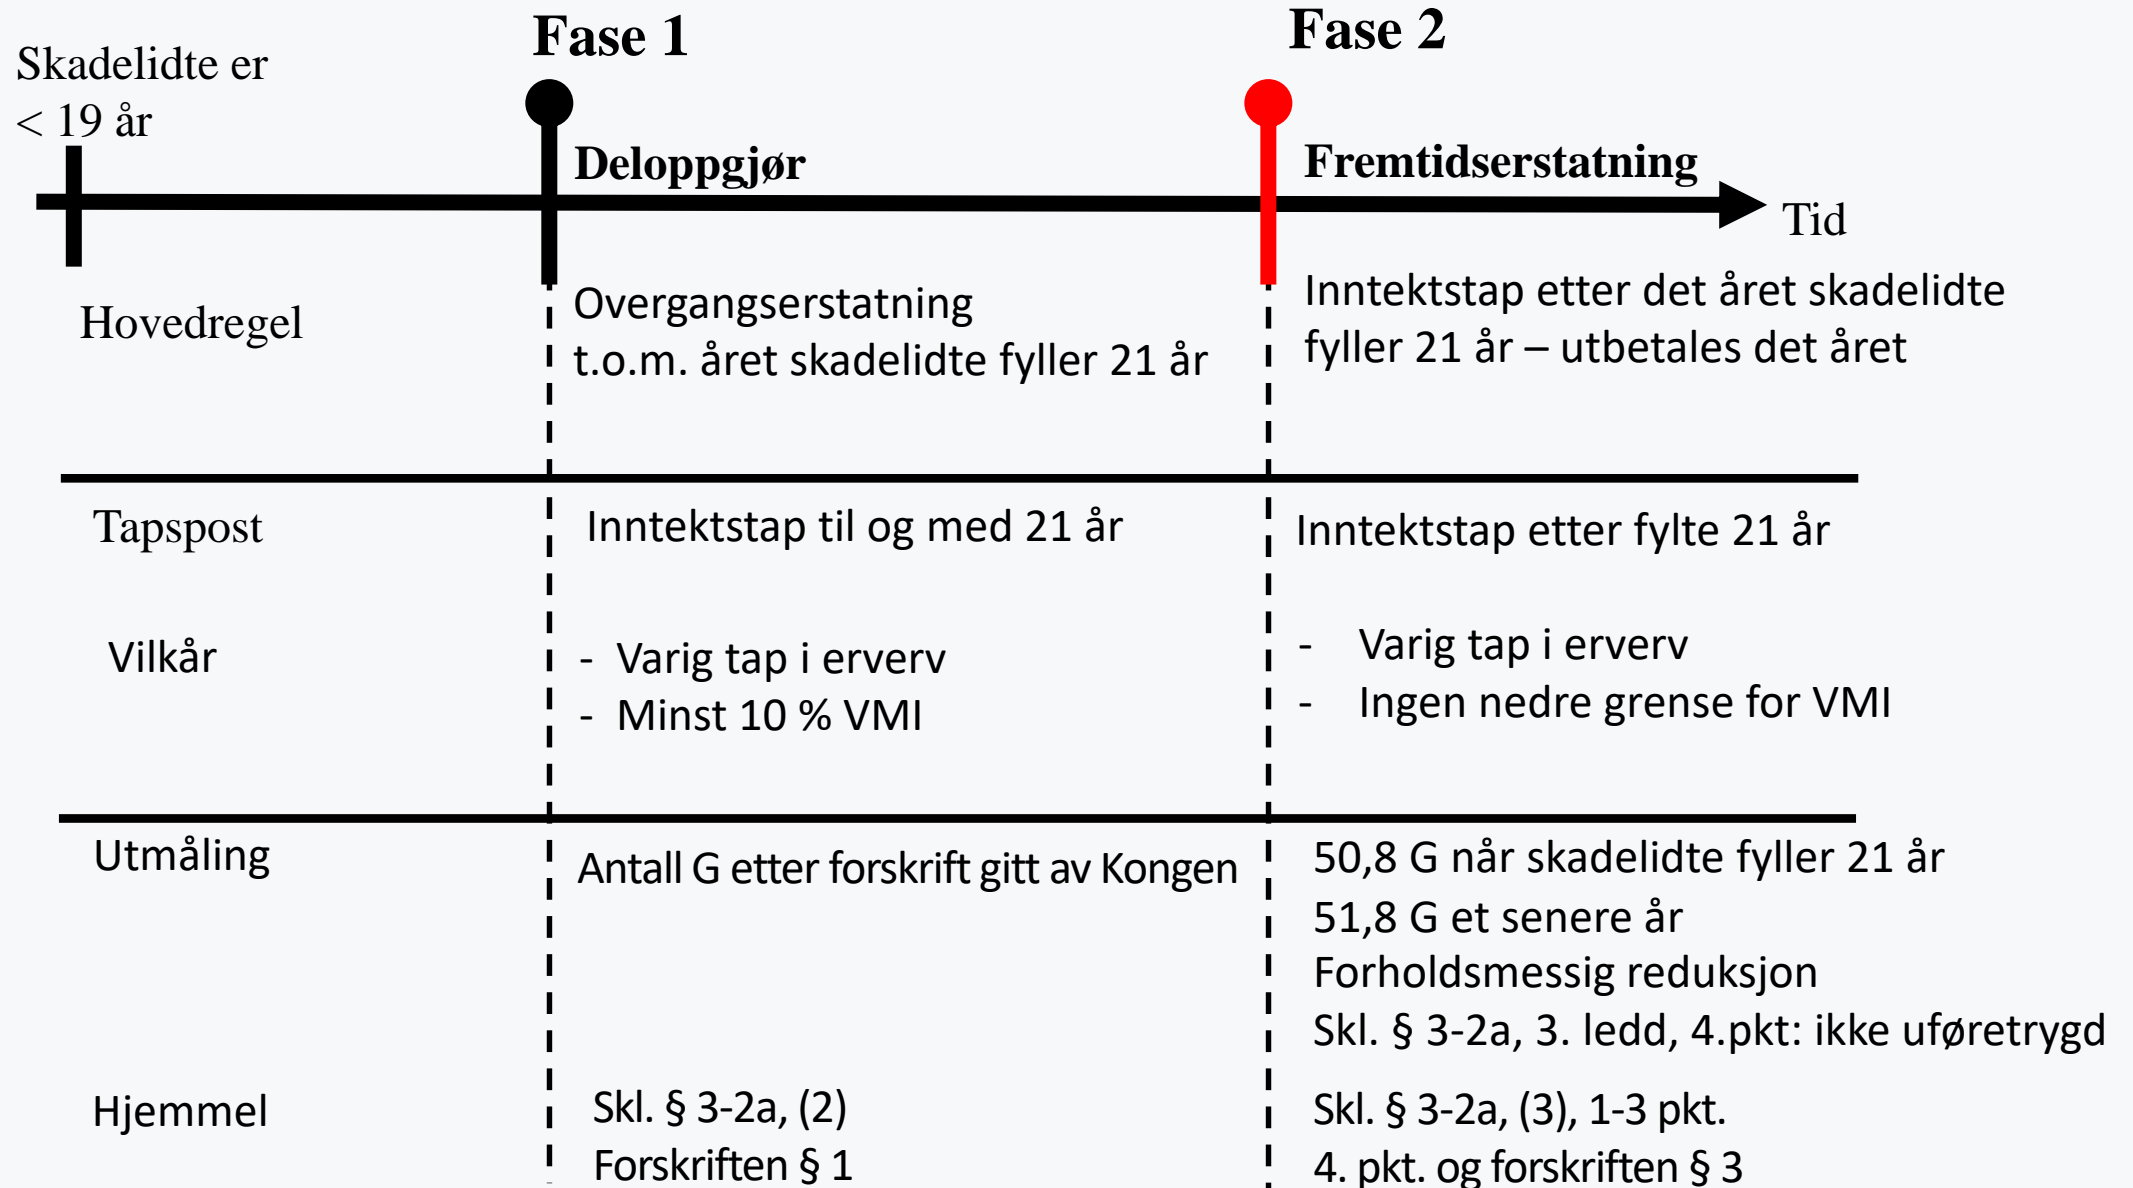 Fase 1
Fase 2
Skadelidte er
< 19 år
Deloppgjør
Fremtidserstatning
Tid
Hovedregel
Overgangserstatning
t.o.m. året skadelidte fyller 21 år
Inntektstap etter det året skadelidte
fyller 21 år – utbetales det året
Tapspost
Inntektstap til og med 21 år
Inntektstap etter fylte 21 år
Vilkår
- Varig tap i erverv
- Minst 10 % VMI
- Varig tap i erverv
- Ingen nedre grense for VMI
Utmåling
Antall G etter forskrift gitt av Kongen
50,8 G når skadelidte fyller 21 år
51,8 G et senere år
Forholdsmessig reduksjon
Skl. § 3-2a, 3. ledd, 4.pkt: ikke uføretrygd
Hjemmel
Skl. § 3-2a, (2)
Forskriften § 1
Skl. § 3-2a, (3), 1-3 pkt.
4. pkt. og forskriften § 3